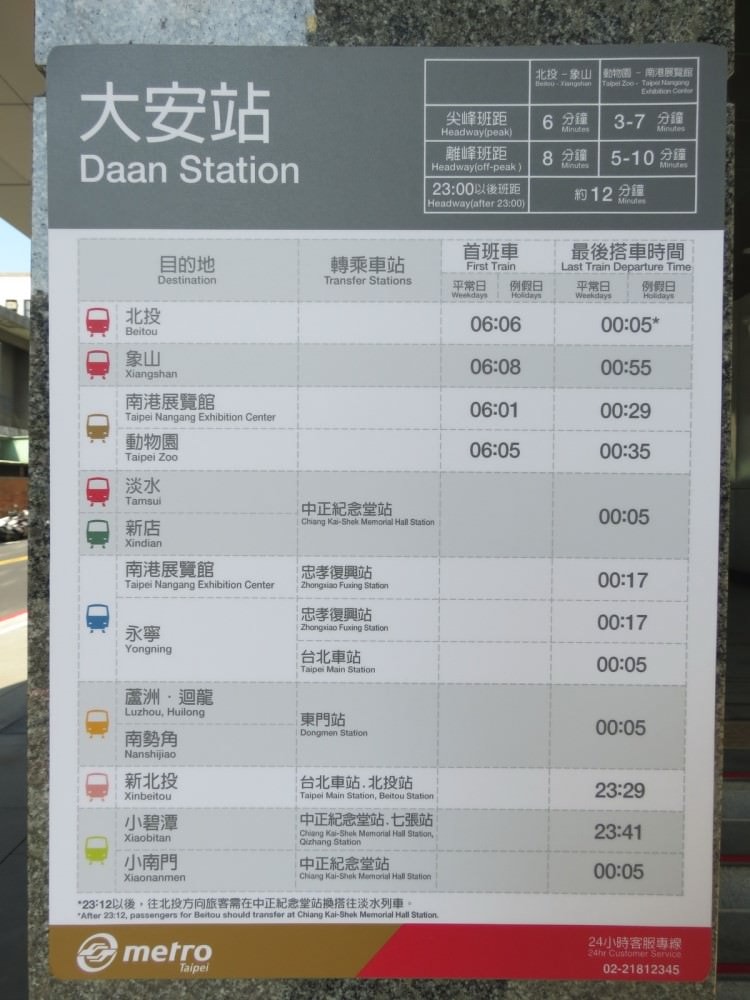 大安站
Daan Station
北投 - 象山 動物園 - 南港展覽館
Beitou - Xiangshan Taipei Zoo - Taipei Nangang
Exhibition Center
尖峰班距 6 分鐘 3-7 分鐘
Headway(peak) Minutes Minutes
離峰班距 8 分鐘 5-10 分鐘
Headway(off-peak) Minutes Minutes
23:00以後班距 約12 分鐘
Headway(after 23:00) Minutes
目的地 轉乘車站 首班車 最後搭車時間
Destination Transfer Stations First Train Last Train Departure Time
平常日 例假日 平常日 例假日
Weekdays Holidays Weekdays Holidays
北投 06:06 00:05*
Beitou
象山 06:08 00:55
Xiangshan
南港展覽館 06:01 00:29
Taipei Nangang Exhibition Center
動物園 06:05 00:35
Taipei Zoo
淡水
Tamsui
中正紀念堂站 00:05
Chiang Kai-Shek Memorial Hall Station
新店
Xindian
南港展覽館 忠孝復興站 00:17
Taipei Nangang Exhibition Center Zhongxiao Fuxing Station
忠孝復興站 00:17
Zhongxiao Fuxing Station
永寧
Yongning
台北車站 00:05
Taipei Main Station
蘆洲．迴龍
Luzhou, Huilong
東門站 00:05
Dongmen Station
南勢角
Nanshijiao
新北投 台北車站.北投站 23:29
Xinbeitou Taipei Main Station, Beitou Station
小碧潭 中正紀念堂站.七張站 23:41
Xiaobitan Chiang Kai-Shek Memorial Hall Station,
Qizhang Station
小南門 中正紀念堂站 00:05
Xiaonanmen Chiang Kai-Shek Memorial Hall Station
*23:12以後，往北投方向旅客需在中正紀念堂站換搭往淡水列車。
*After 23:12, passengers for Beitou should transfer at Chiang Kai-Shek Memorial Hall Station.
metro
Taipei
24小時客服專線
24hr Customer Service
02-21812345